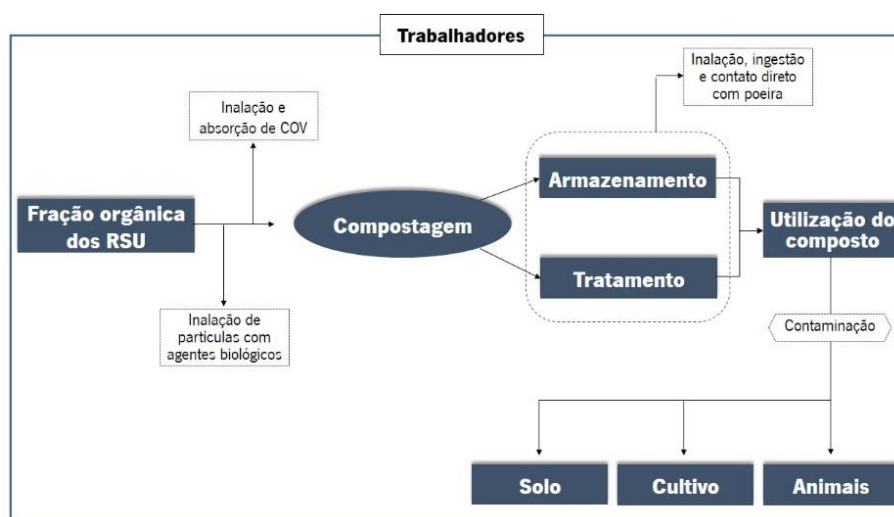 Trabalhadores
Inalação e
absorção de COV
Inalação, ingestão
e contato direto
com poeira
Fração orgânica
dos RSU
Compostagem
Armazenamento
Tratamento
Utilização do
composto
Inalação de
partículas com
agentes biológicos
Contaminação
Solo
Cultivo
Animais